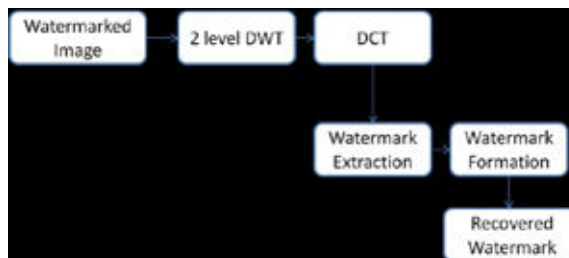 Watermarked
Image
2 level DWT
DCT
Watermark
Extraction
Watermark
Formation
Recovered
Watermark